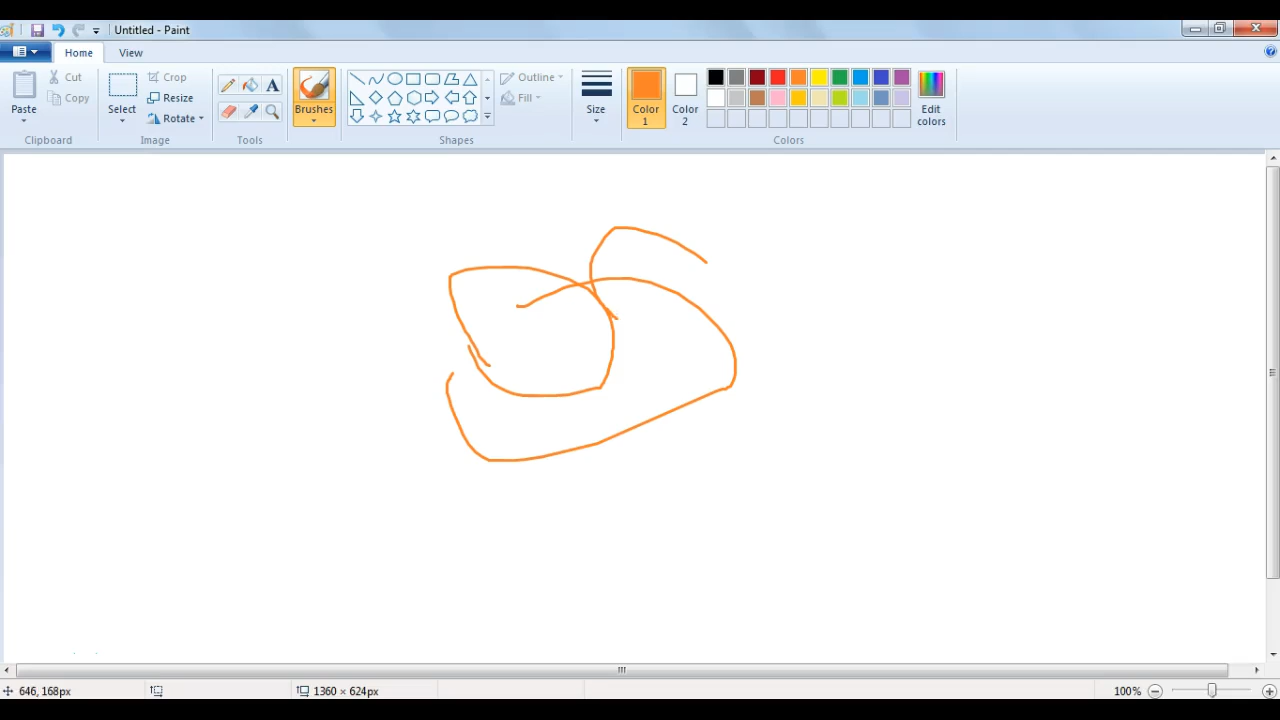 Untitled - Paint
Home View
Paste
Cut
Copy
Clipboard
Select
Crop
Resize
Rotate
Image
A
Tools
Brushes
Outline
Fill
Shapes
Size
Color 1
Color 2
Edit colors
Colors
646, 168px
1360 × 624px
100%